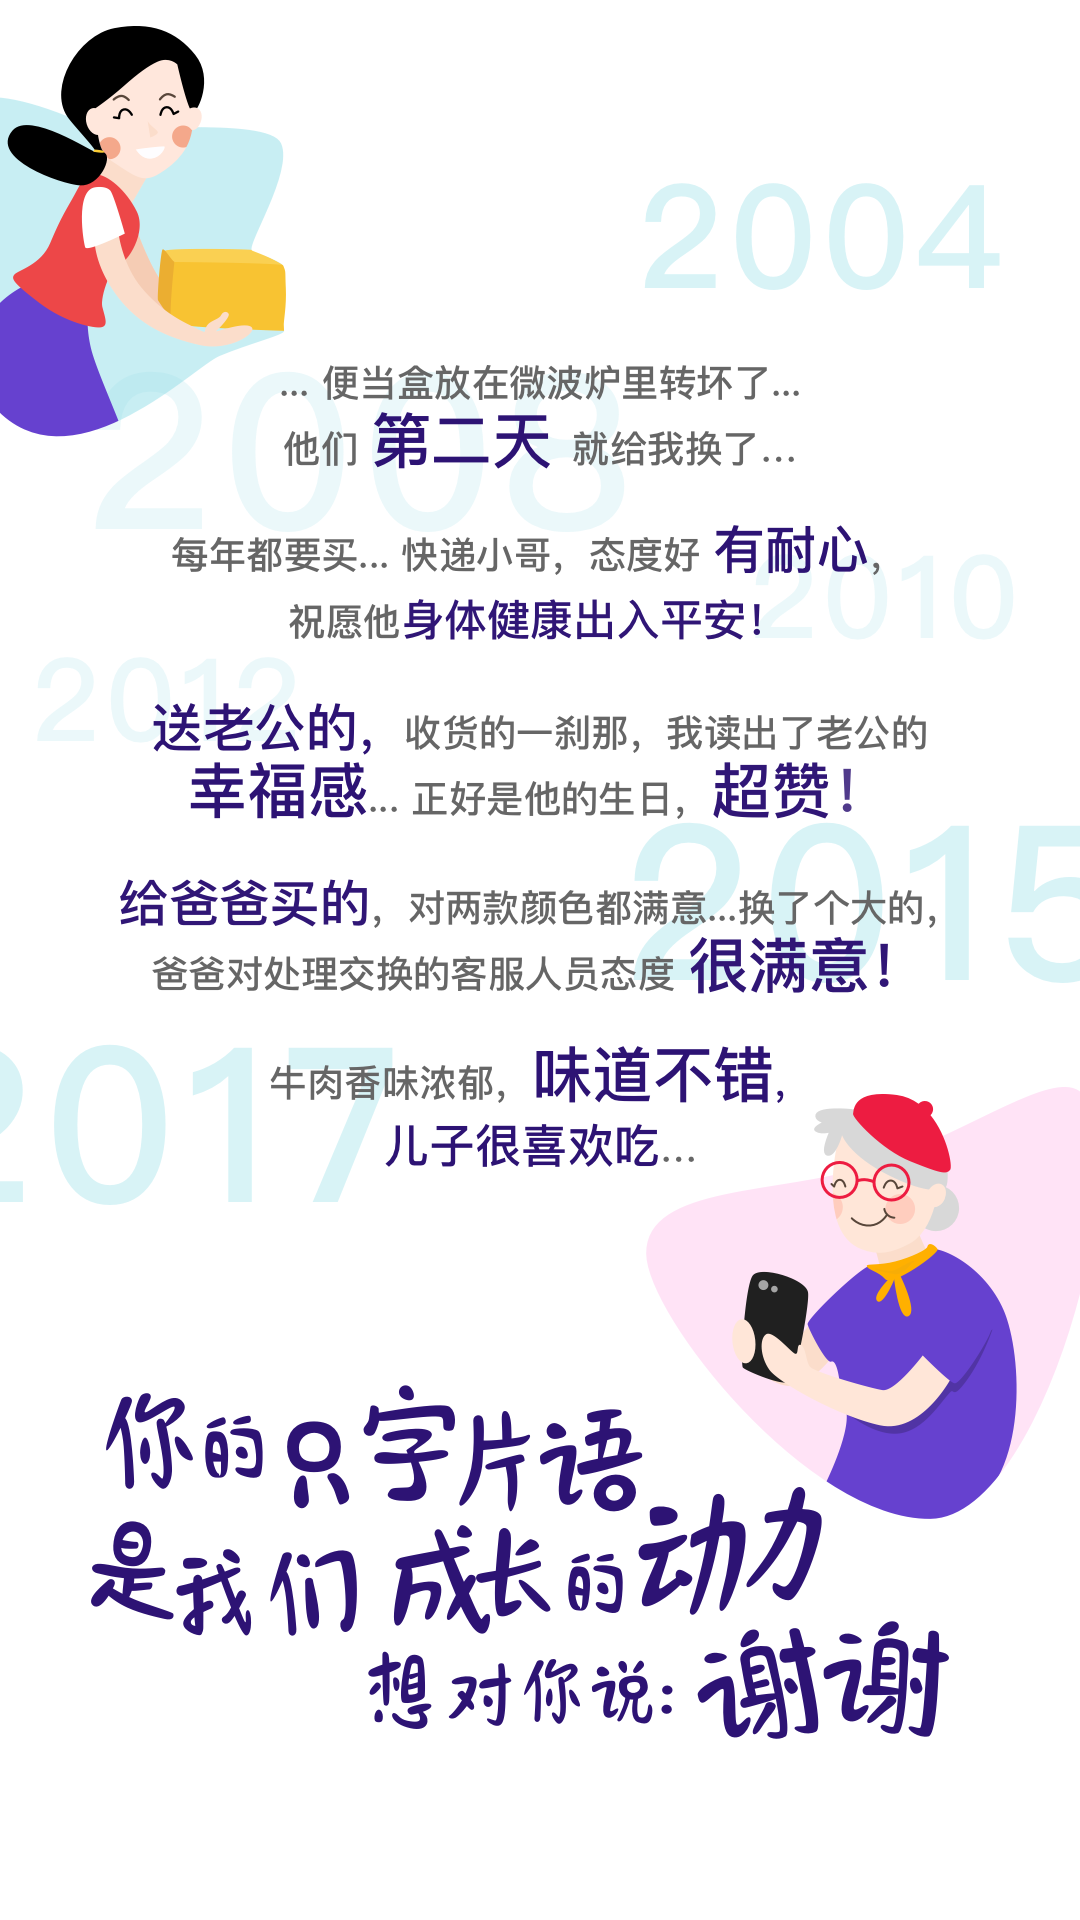 2004
... 便当盒放在微波炉里转坏了...
2008
他们 第二天 就给我换了...
每年都要买... 快递小哥，态度好 有耐心，
2010
祝愿他身体健康出入平安！
2012
送老公的，收货的一刹那，我读出了老公的
幸福感... 正好是他的生日，超赞！
2015
给爸爸买的，对两款颜色都满意...换了个大的，
爸爸对处理交换的客服人员态度 很满意！
2017
牛肉香味浓郁，味道不错，
儿子很喜欢吃...
你的只字片语
是我们成长的动力
想对你说：谢谢